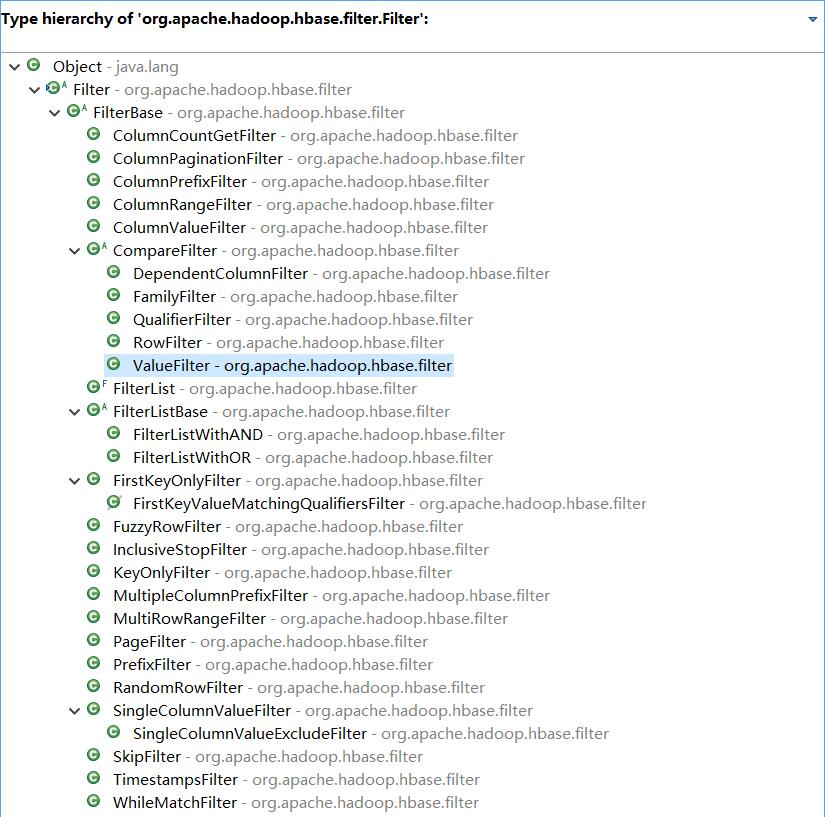 Type hierarchy of 'org.apache.hadoop.hbase.filter.Filter':
Object - java.lang
Filter - org.apache.hadoop.hbase.filter
FilterBase - org.apache.hadoop.hbase.filter
ColumnCountGetFilter - org.apache.hadoop.hbase.filter
ColumnPaginationFilter - org.apache.hadoop.hbase.filter
ColumnPrefixFilter - org.apache.hadoop.hbase.filter
ColumnRangeFilter - org.apache.hadoop.hbase.filter
ColumnValueFilter - org.apache.hadoop.hbase.filter
CompareFilter - org.apache.hadoop.hbase.filter
DependentColumnFilter - org.apache.hadoop.hbase.filter
FamilyFilter - org.apache.hadoop.hbase.filter
QualifierFilter - org.apache.hadoop.hbase.filter
RowFilter - org.apache.hadoop.hbase.filter
ValueFilter - org.apache.hadoop.hbase.filter
FilterList - org.apache.hadoop.hbase.filter
FilterListBase - org.apache.hadoop.hbase.filter
FilterListWithAND - org.apache.hadoop.hbase.filter
FilterListWithOR - org.apache.hadoop.hbase.filter
FirstKeyOnlyFilter - org.apache.hadoop.hbase.filter
FirstKeyValueMatchingQualifiersFilter - org.apache.hadoop.hbase.filter
FuzzyRowFilter - org.apache.hadoop.hbase.filter
InclusiveStopFilter - org.apache.hadoop.hbase.filter
KeyOnlyFilter - org.apache.hadoop.hbase.filter
MultipleColumnPrefixFilter - org.apache.hadoop.hbase.filter
MultiRowRangeFilter - org.apache.hadoop.hbase.filter
PageFilter - org.apache.hadoop.hbase.filter
PrefixFilter - org.apache.hadoop.hbase.filter
RandomRowFilter - org.apache.hadoop.hbase.filter
SingleColumnValueFilter - org.apache.hadoop.hbase.filter
SingleColumnValueExcludeFilter - org.apache.hadoop.hbase.filter
SkipFilter - org.apache.hadoop.hbase.filter
TimestampsFilter - org.apache.hadoop.hbase.filter
WhileMatchFilter - org.apache.hadoop.hbase.filter